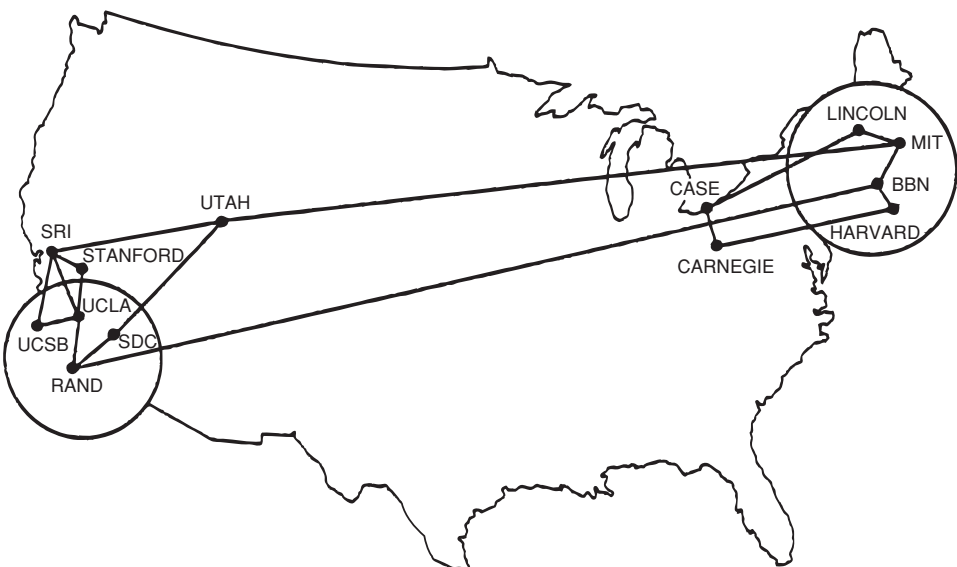 LINCOLN
MIT
CASE
BBN
UTAH
HARVARD
SRI
STANFORD
CARNEGIE
UCLA
UCSB
SDC
RAND